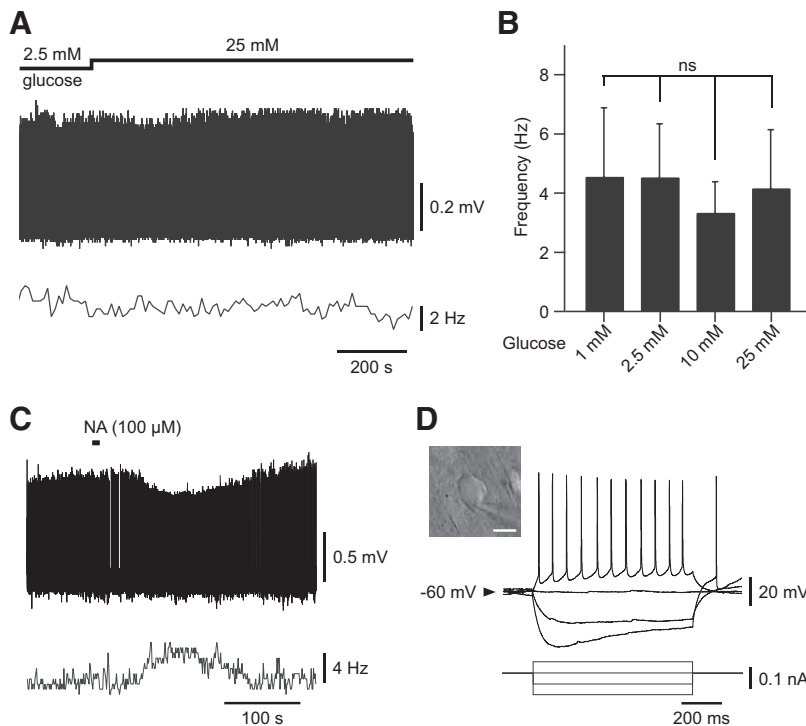 A
2.5 mM
25 mM
glucose
0.2 mV
2 Hz
200 s
B
ns
8
6
4
2
0
Frequency (Hz)
Glucose
1 mM
2.5 mM
10 mM
25 mM
C
NA (100 µM)
0.5 mV
4 Hz
100 s
D
-60 mV
20 mV
0.1 nA
200 ms